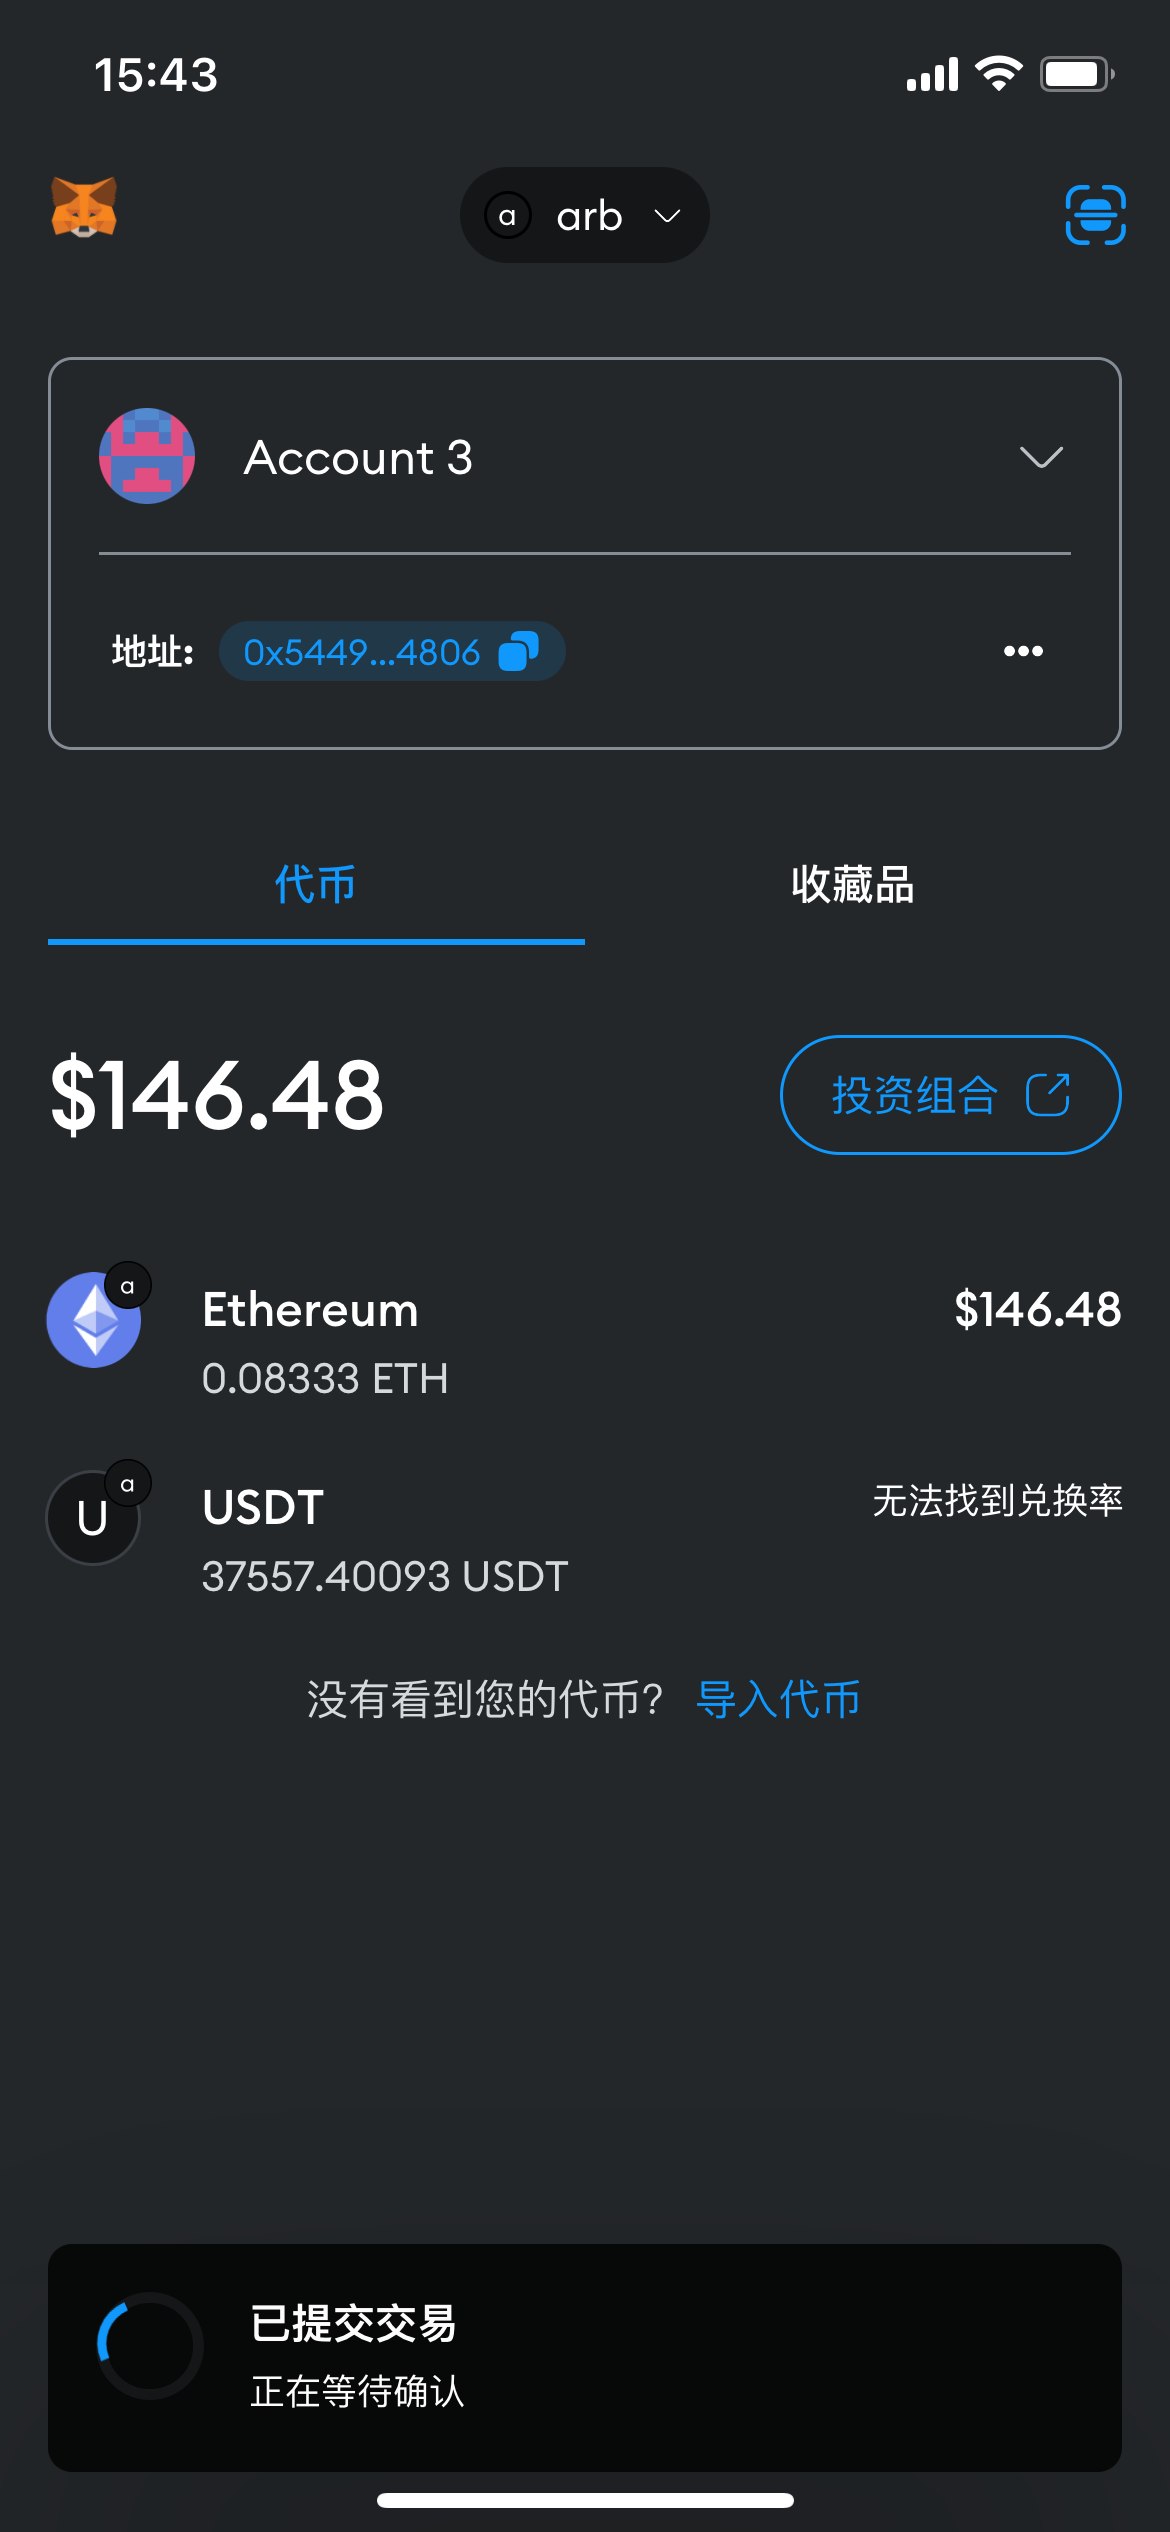 15:43
a arb
Account 3
地址: 0x5449...4806
代币 收藏品
$146.48 投资组合
a
Ethereum $146.48
0.08333 ETH
a
U USDT 无法找到兑换率
37557.40093 USDT
没有看到您的代币? 导入代币
已提交交易
正在等待确认